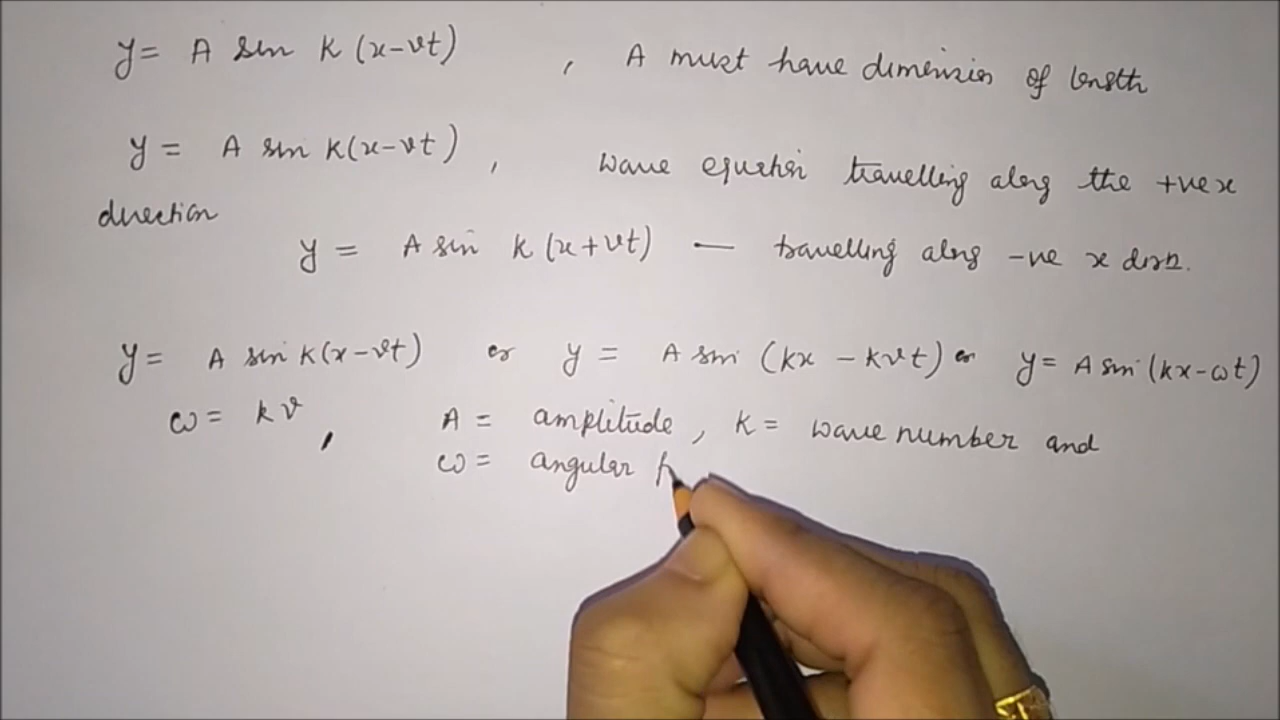 y = A sin k (x-vt) , A must have dimension of length
y = A sin k(x-vt) , wave equation travelling along the +ve x
direction
y = A sin k (x+vt) — travelling along -ve x dirn.
y = A sin k(x-vt) or y = A sin (kx - kvt) or y = A sin (kx-ωt)
ω = kv , A = amplitude , k = wave number and
ω = angular f